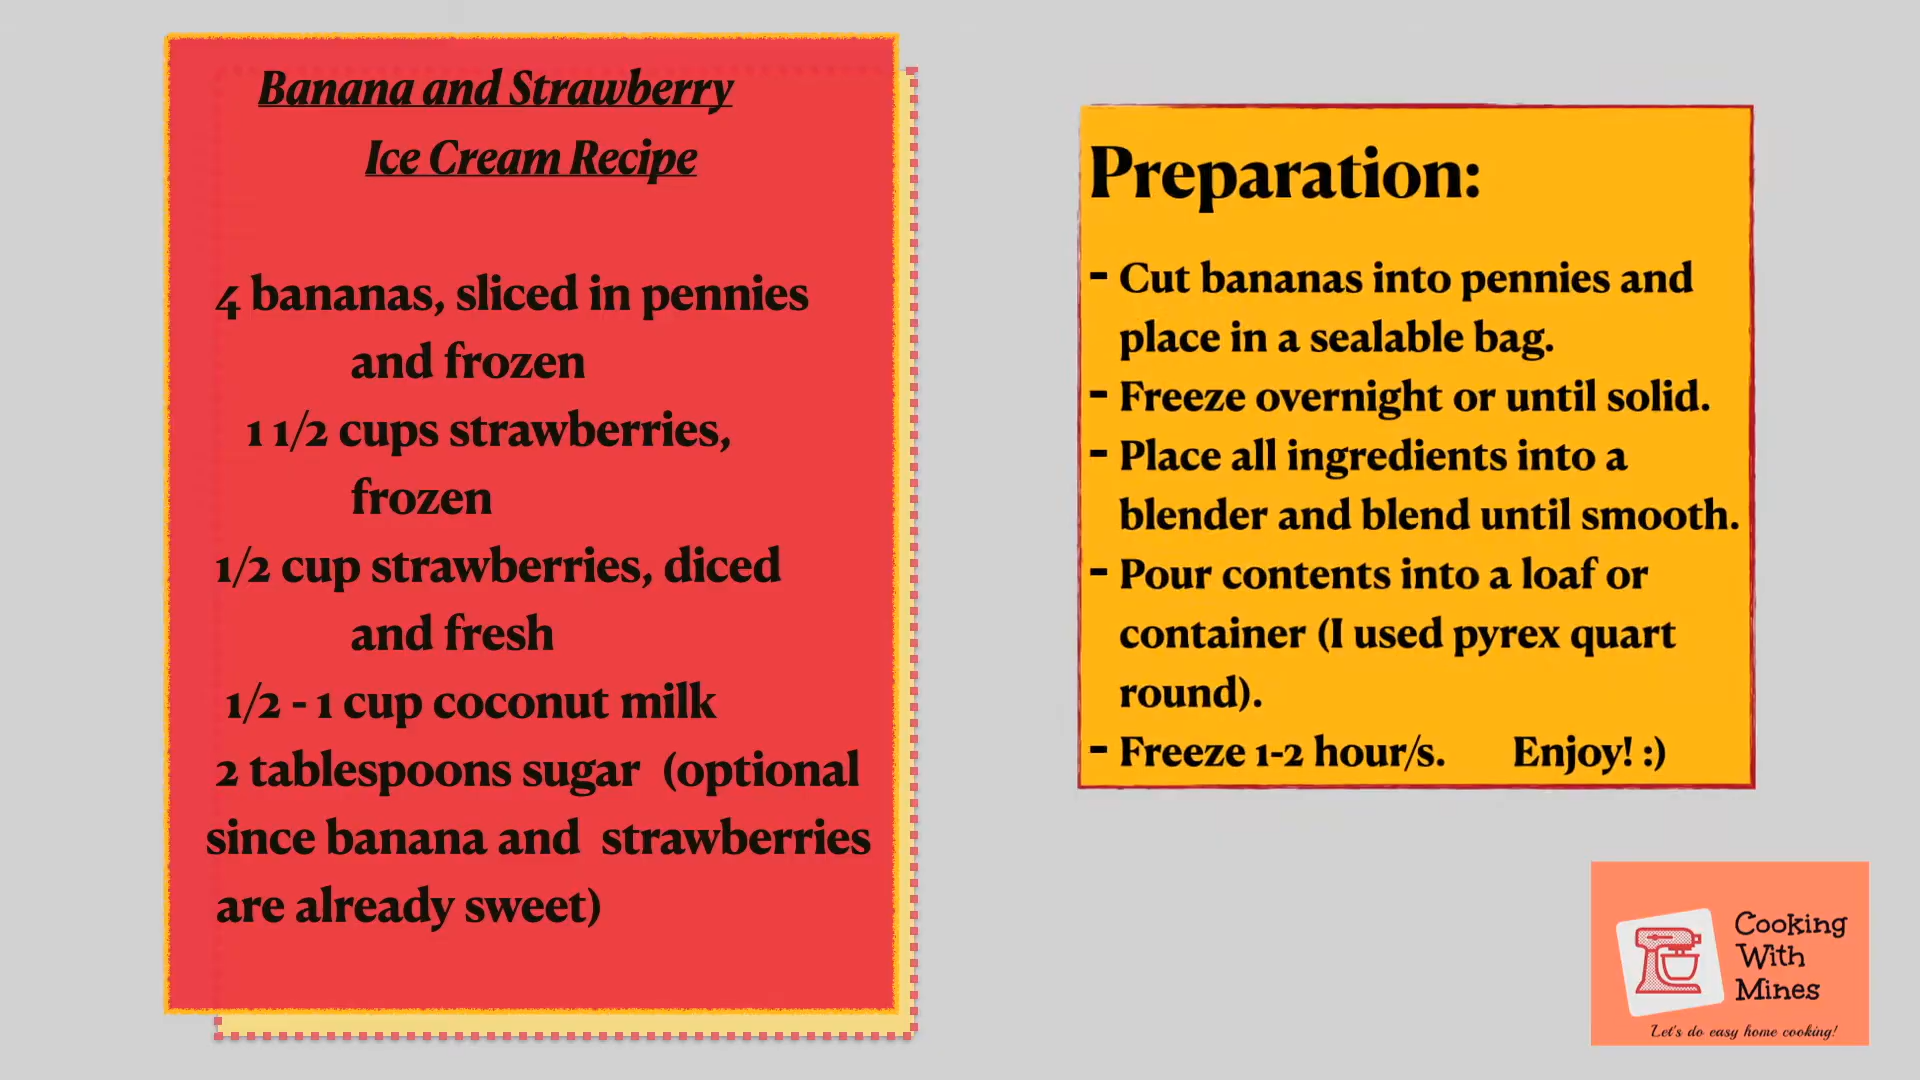 Banana and Strawberry
Ice Cream Recipe
4 bananas, sliced in pennies
and frozen
1 1/2 cups strawberries,
frozen
1/2 cup strawberries, diced
and fresh
1/2 - 1 cup coconut milk
2 tablespoons sugar (optional
since banana and strawberries
are already sweet)
Preparation:
- Cut bananas into pennies and
place in a sealable bag.
- Freeze overnight or until solid.
- Place all ingredients into a
blender and blend until smooth.
- Pour contents into a loaf or
container (I used pyrex quart
round).
- Freeze 1-2 hour/s. Enjoy! :)
Cooking
With
Mines
Let's do easy home cooking!